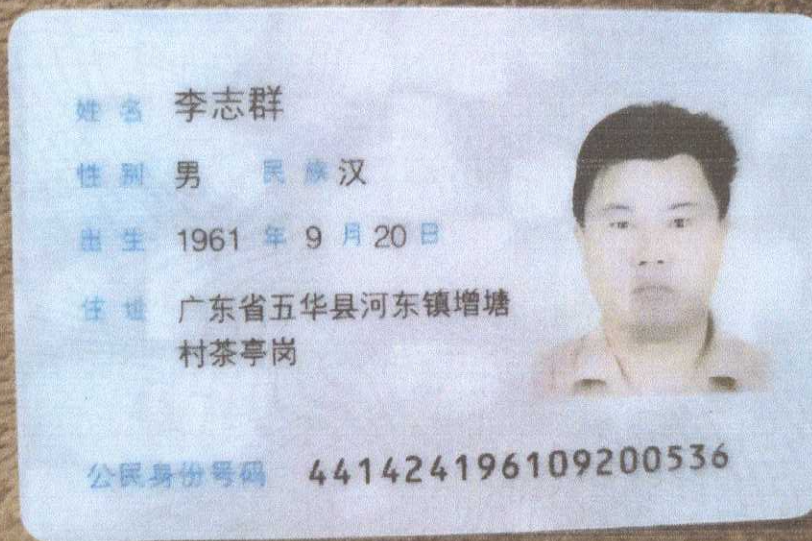 姓名 李志群
性别 男 民族 汉
出生 1961 年 9 月 20 日
住址 广东省五华县河东镇增塘
村茶亭岗
公民身份号码 441424196109200536